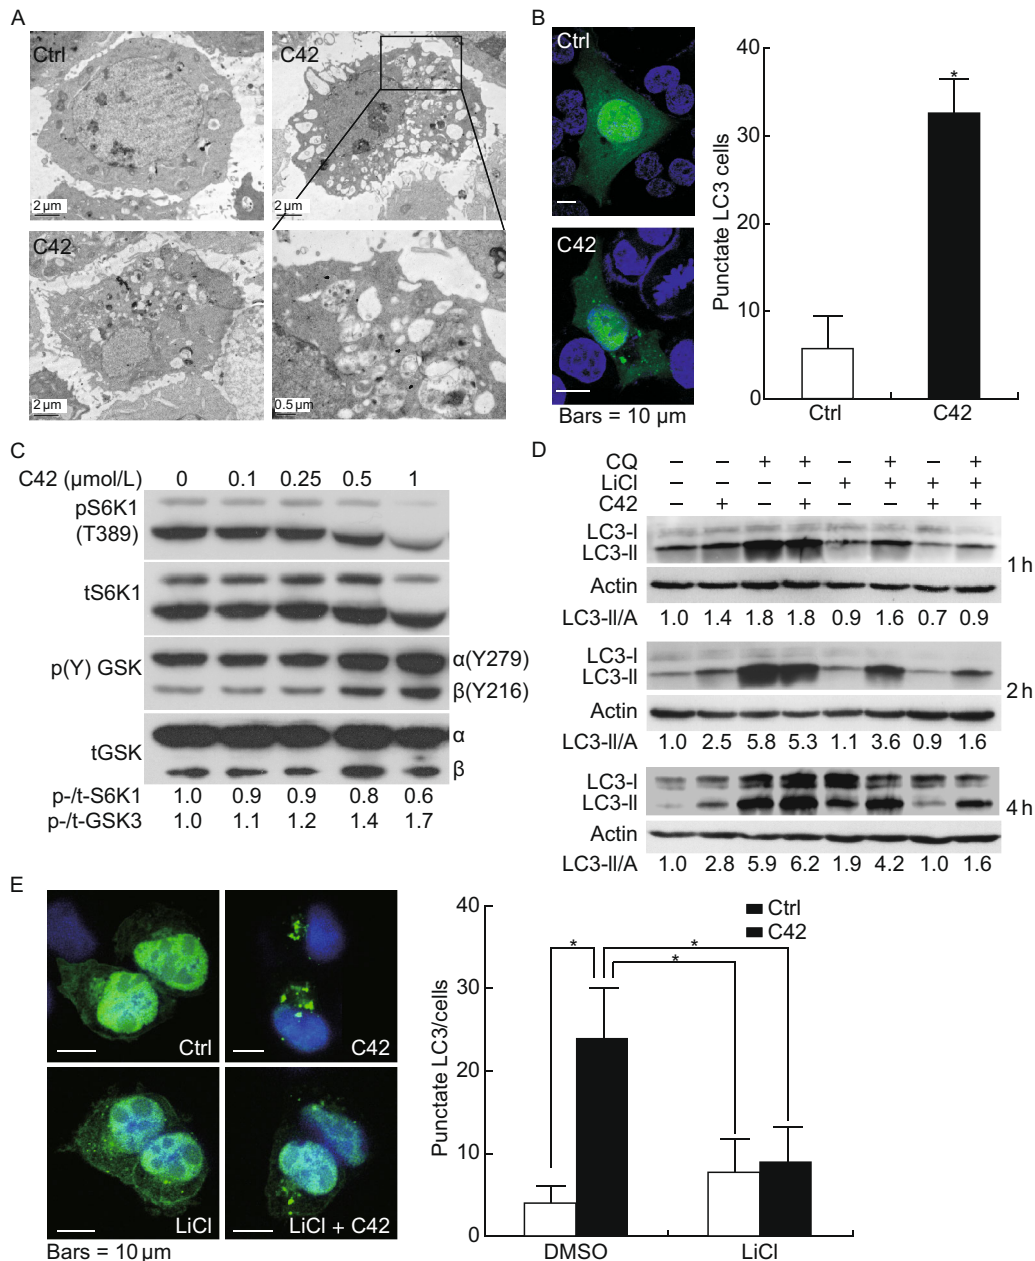 A
Ctrl
2 µm
C42
2 µm
C42
2 µm
0.5 µm
B
Ctrl
C42
Bars = 10 µm
Punctate LC3 cells
40
30
20
10
0
*
Ctrl C42
C
C42 (µmol/L) 0 0.1 0.25 0.5 1
pS6K1
(T389)
tS6K1
p(Y) GSK
α(Y279)
β(Y216)
tGSK
α
β
p-/t-S6K1 1.0 0.9 0.9 0.8 0.6
p-/t-GSK3 1.0 1.1 1.2 1.4 1.7
D
CQ – – + + – + – +
LiCl – – – – + + + +
C42 – + – + – – + +
LC3-I
LC3-II
1 h
Actin
LC3-II/A 1.0 1.4 1.8 1.8 0.9 1.6 0.7 0.9
LC3-I
LC3-II
2 h
Actin
LC3-II/A 1.0 2.5 5.8 5.3 1.1 3.6 0.9 1.6
LC3-I
LC3-II
4 h
Actin
LC3-II/A 1.0 2.8 5.9 6.2 1.9 4.2 1.0 1.6
E
Ctrl
C42
LiCl
LiCl + C42
Bars = 10 µm
Punctate LC3/cells
40
30
20
10
0
Ctrl
C42
* *
*
DMSO LiCl